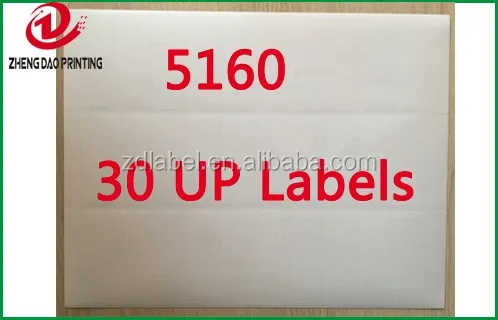 ZHENG DAO PRINTING
5160
zdlabel.en.alibaba.com
30 UP Labels